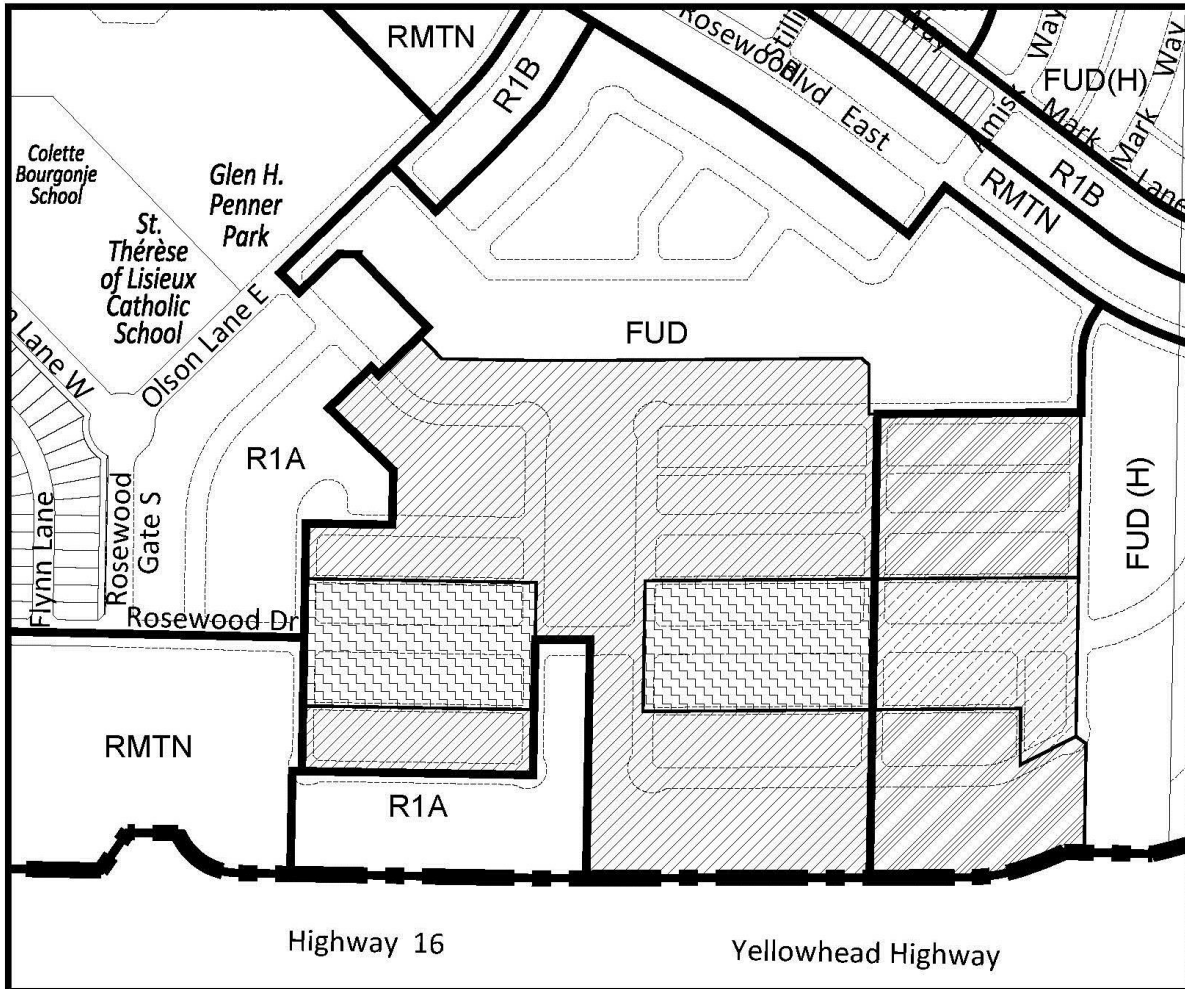 RMTN
R1B
Rosewood Blvd East
Way
Way
Way
FUD(H)
Mark
Mark
Lane
R1B
RMTN
Colette
Bourgonje
School
Glen H.
Penner
Park
St.
Thérèse
of Lisieux
Catholic
School
Olson Lane E
Lane W
FUD
R1A
Flynn Lane
Rosewood
Gate S
Rosewood Dr
FUD (H)
RMTN
R1A
Highway 16
Yellowhead Highway